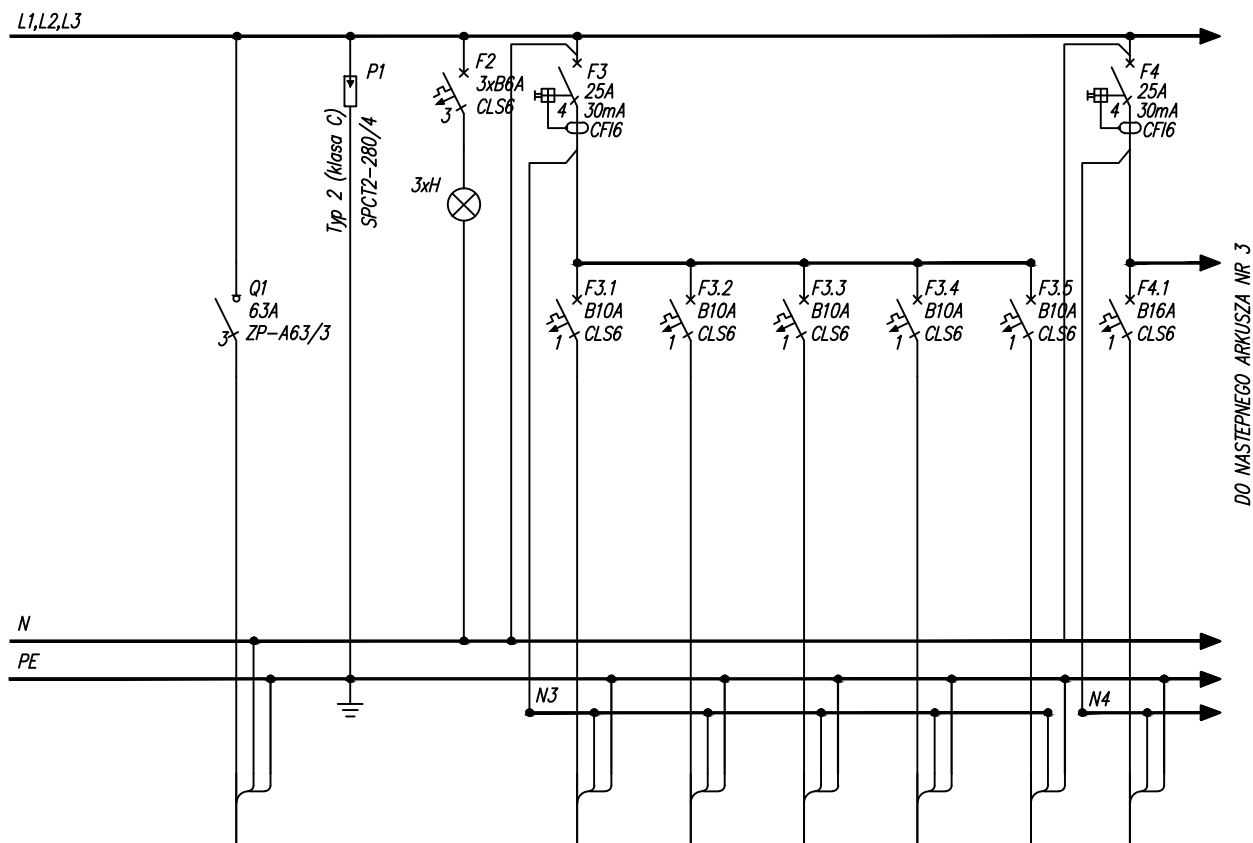 L1,L2,L3
P1
Typ 2 (klasa C)
SPCT2-280/4
F2
3xB6A
CLS6
3
3xH
F3
25A
30mA
CFI6
4
F4
25A
30mA
CFI6
4
Q1
63A
ZP-A63/3
3
F3.1
B10A
CLS6
1
F3.2
B10A
CLS6
1
F3.3
B10A
CLS6
1
F3.4
B10A
CLS6
1
F3.5
B10A
CLS6
1
F4.1
B16A
CLS6
1
DO NASTEPNEGO ARKUSZA NR 3
N
PE
N3
N4